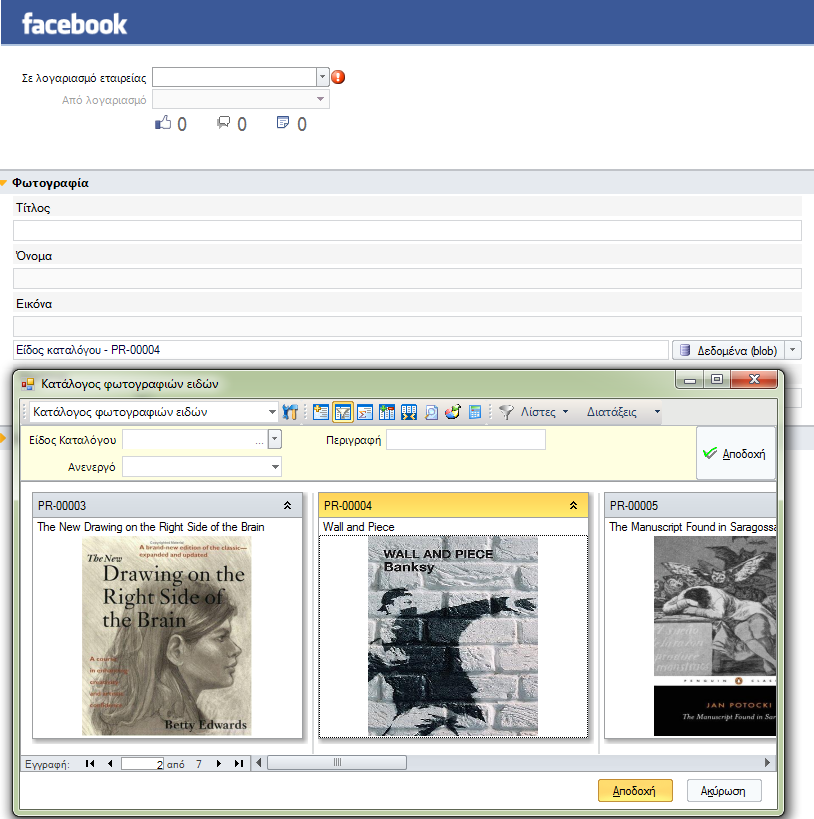 facebook
Σε λογαριασμό εταιρείας
Από λογαριασμό
0 0 0
Φωτογραφία
Τίτλος
Όνομα
Εικόνα
Είδος καταλόγου - PR-00004 Δεδομένα (blob)
Κατάλογος φωτογραφιών ειδών
Κατάλογος φωτογραφιών ειδών Λίστες Διατάξεις
Είδος Καταλόγου ... Περιγραφή
Ανενεργό
Αποδοχή
PR-00003 PR-00004 PR-00005
The New Drawing on the Right Side of the Brain Wall and Piece The Manuscript Found in Saragossa
A brand-new edition of the classic—
expanded and updated
The New
Drawing on the
Right Side of
the Brain
A course
in enhancing
creativity
and artistic
confidence
Betty Edwards
WALL AND PIECE
Banksy
PENGUIN CLAS
JAN POTOCKI
The Manuscript Found in Sar
Εγγραφή: 2 από 7
Αποδοχή Ακύρωση